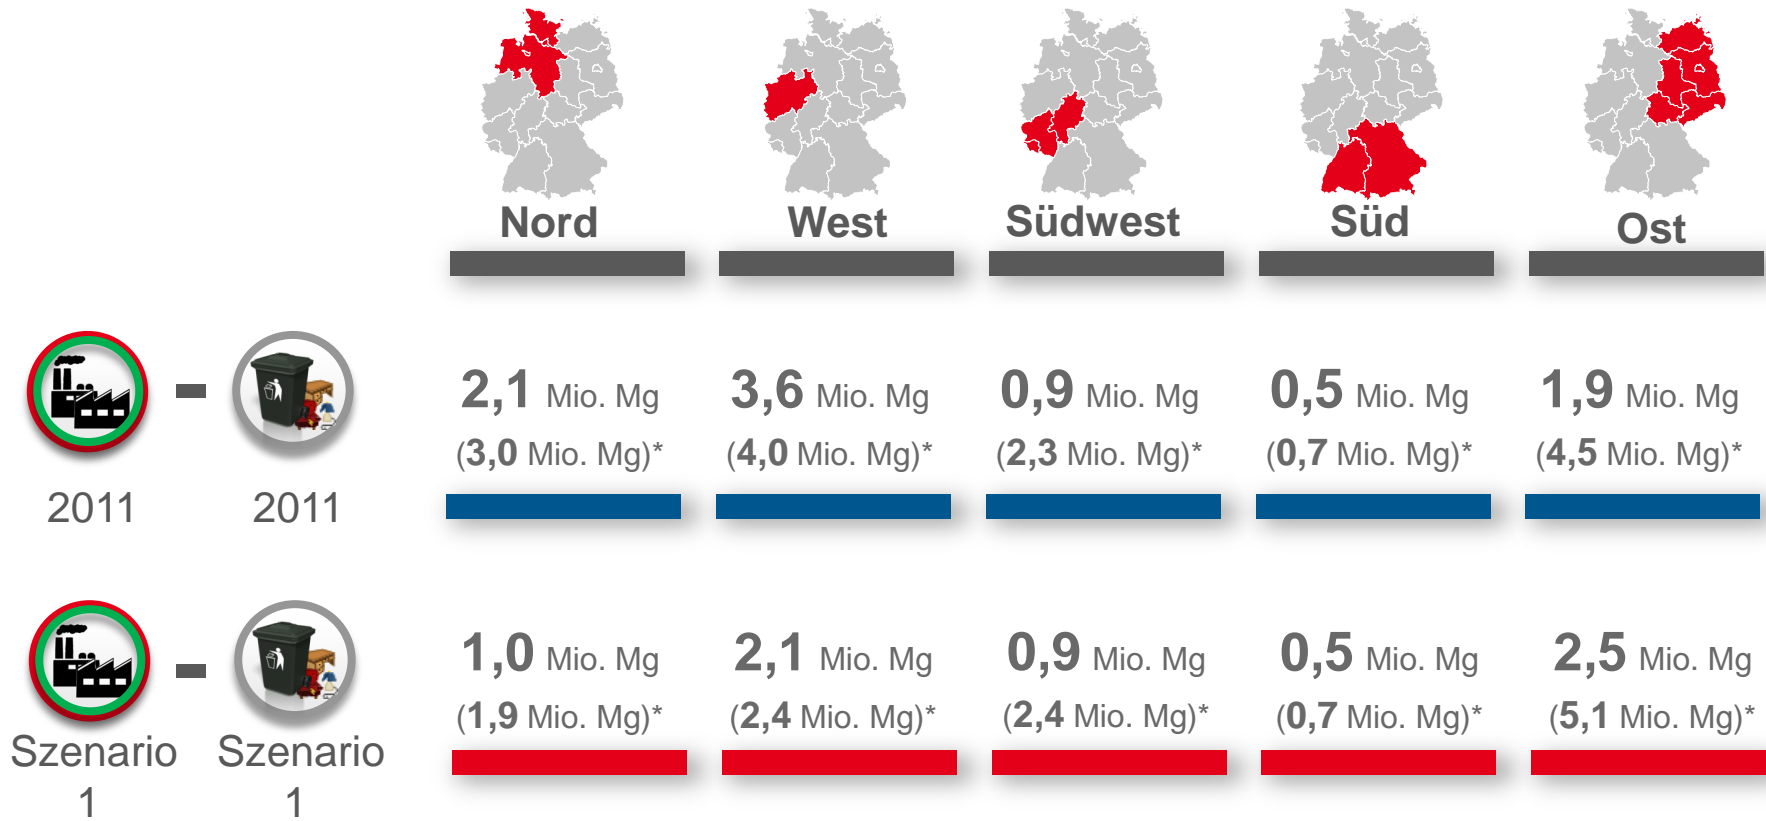 Nord
West
Südwest
Süd
Ost
2,1 Mio. Mg
3,6 Mio. Mg
0,9 Mio. Mg
0,5 Mio. Mg
1,9 Mio. Mg
(3,0 Mio. Mg)*
(4,0 Mio. Mg)*
(2,3 Mio. Mg)*
(0,7 Mio. Mg)*
(4,5 Mio. Mg)*
2011
2011
1,0 Mio. Mg
2,1 Mio. Mg
0,9 Mio. Mg
0,5 Mio. Mg
2,5 Mio. Mg
(1,9 Mio. Mg)*
(2,4 Mio. Mg)*
(2,4 Mio. Mg)*
(0,7 Mio. Mg)*
(5,1 Mio. Mg)*
Szenario
1
Szenario
1